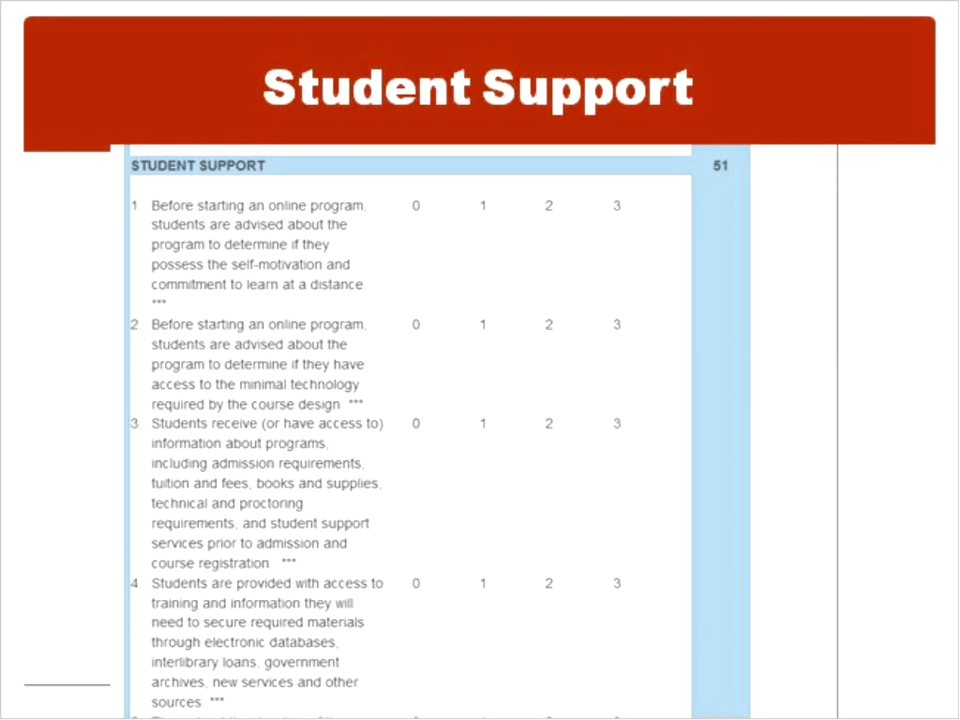 Student Support
STUDENT SUPPORT 51
1 Before starting an online program, 0 1 2 3
students are advised about the
program to determine if they
possess the self-motivation and
commitment to learn at a distance
***
2 Before starting an online program, 0 1 2 3
students are advised about the
program to determine if they have
access to the minimal technology
required by the course design ***
3 Students receive (or have access to) 0 1 2 3
information about programs,
including admission requirements,
tuition and fees, books and supplies,
technical and proctoring
requirements, and student support
services prior to admission and
course registration ***
4 Students are provided with access to 0 1 2 3
training and information they will
need to secure required materials
through electronic databases,
interlibrary loans, government
archives, new services and other
sources ***